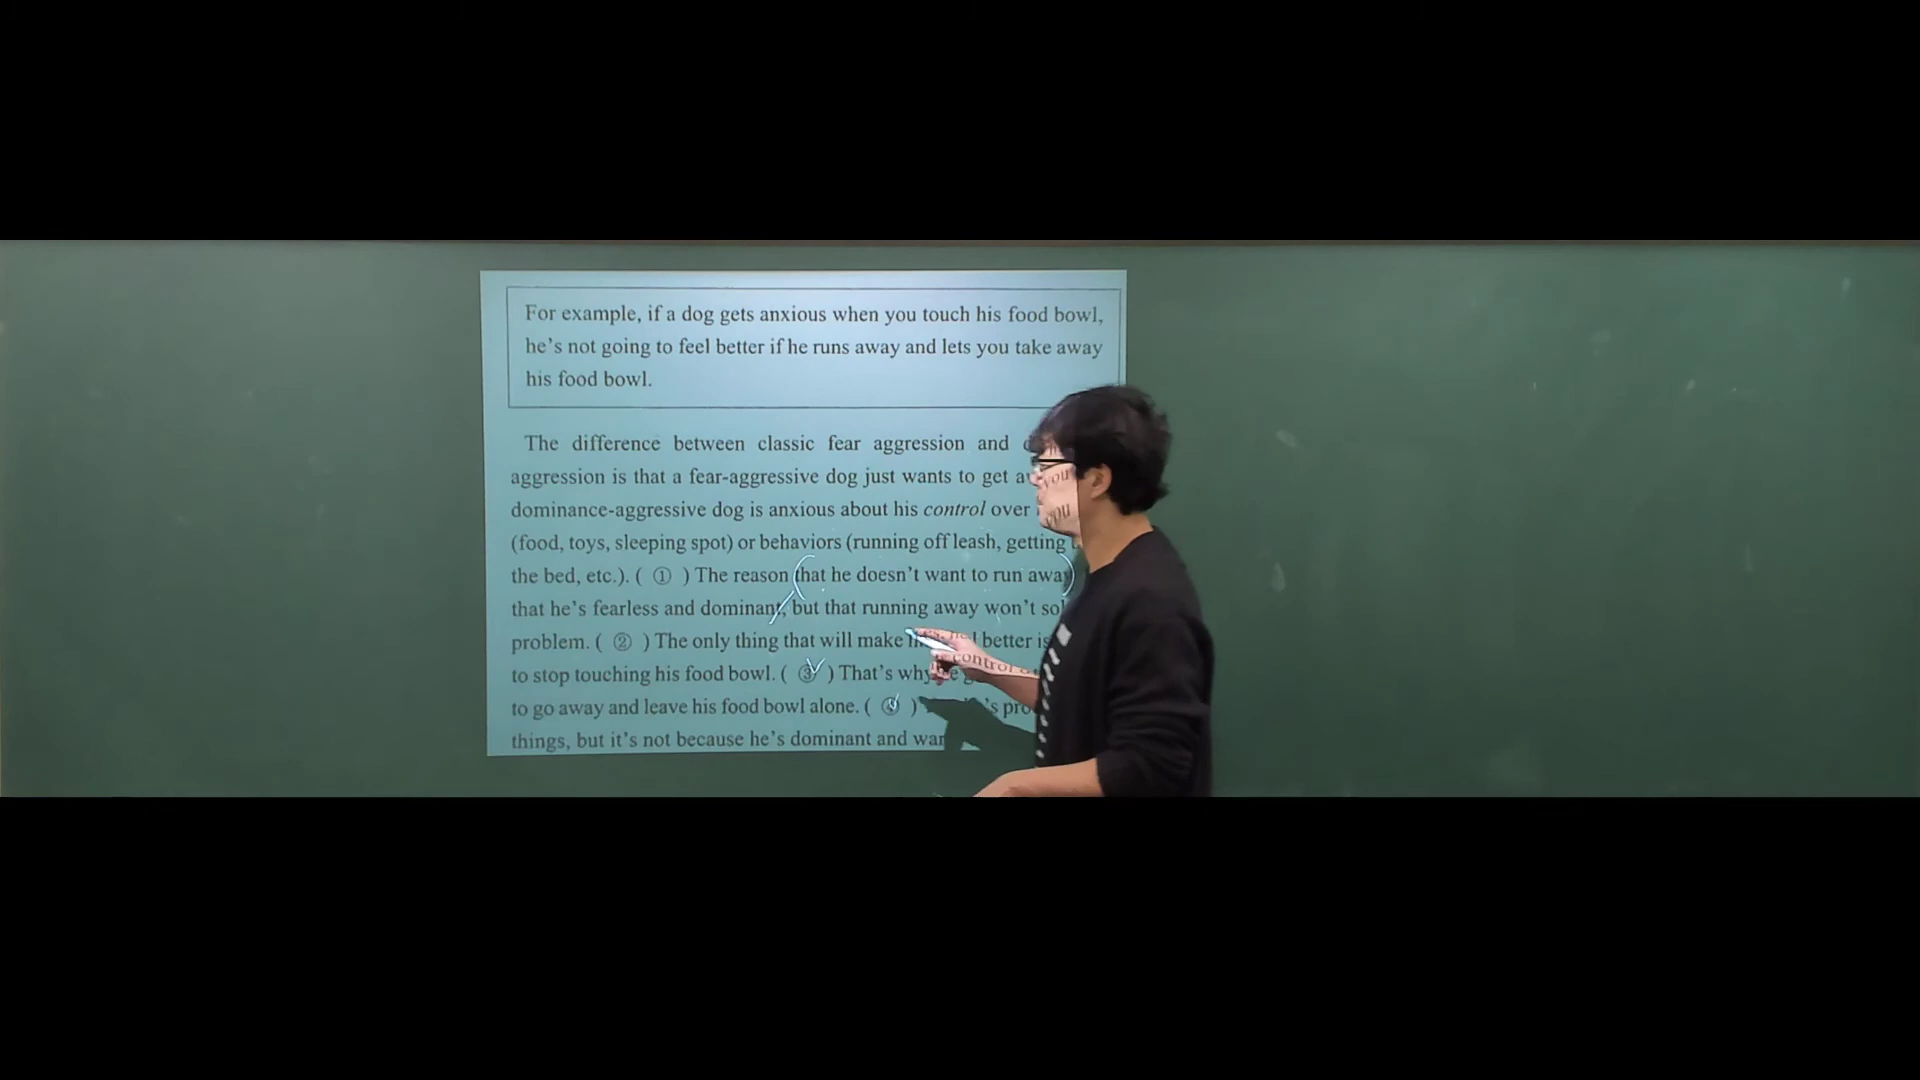 For example, if a dog gets anxious when you touch his food bowl,
he's not going to feel better if he runs away and lets you take away
his food bowl.
The difference between classic fear aggression and
aggression is that a fear-aggressive dog just wants to get
dominance-aggressive dog is anxious about his control over
(food, toys, sleeping spot) or behaviors (running off leash, getting
the bed, etc.). ( ① ) The reason that he doesn't want to run away
that he's fearless and dominant, but that running away won't
problem. ( ② ) The only thing that will make better is
to stop touching his food bowl. ( ③ ) That's why
to go away and leave his food bowl alone. ( ④ )
things, but it's not because he's dominant and